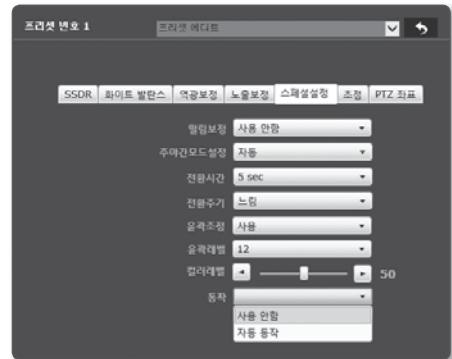 프리셋 번호 1 프리셋 에디트
SSDR 화이트 발탄스 역광보정 노출보정 스페셜설정 초점 PTZ 좌표
떨림보정 사용 안함
주야간모드설정 자동
전환시간 5 sec
전환주기 느림
윤곽조정 사용
윤곽레벨 12
컬러레벨 50
동작
사용 안함
자동 동작